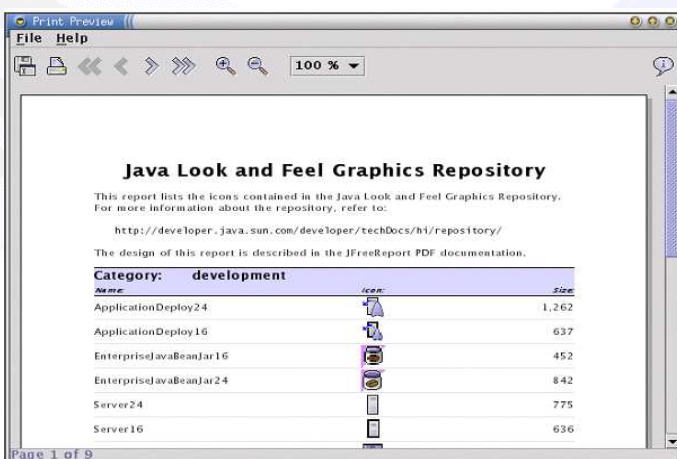 Print Preview
File Help
100 %
Java Look and Feel Graphics Repository
This report lists the icons contained in the Java Look and Feel Graphics Repository.
For more information about the repository, refer to:
http://developer.java.sun.com/developer/techDocs/hi/repository/
The design of this report is described in the JFreeReport PDF documentation.
Category: development
Name: Icon: Size:
ApplicationDeploy24 1,262
ApplicationDeploy16 637
EnterpriseJavaBeanJar16 452
EnterpriseJavaBeanJar24 842
Server24 775
Server16 636
Page 1 of 9